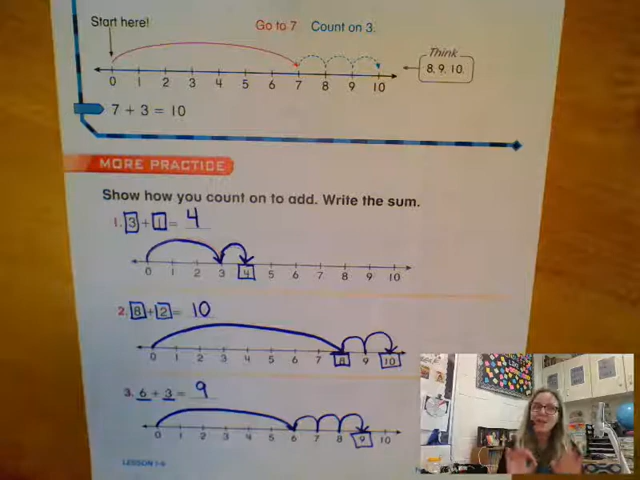 Start here!
Go to 7 Count on 3.
Think
8, 9, 10.
0 1 2 3 4 5 6 7 8 9 10
7 + 3 = 10
MORE PRACTICE
Show how you count on to add. Write the sum.
1. 3 + 1 = 4
0 1 2 3 4 5 6 7 8 9 10
2. 8 + 2 = 10
0 1 2 3 4 5 6 7 8 9 10
3. 6 + 3 = 9
0 1 2 3 4 5 6 7 8 9 10
LESSON 1-9